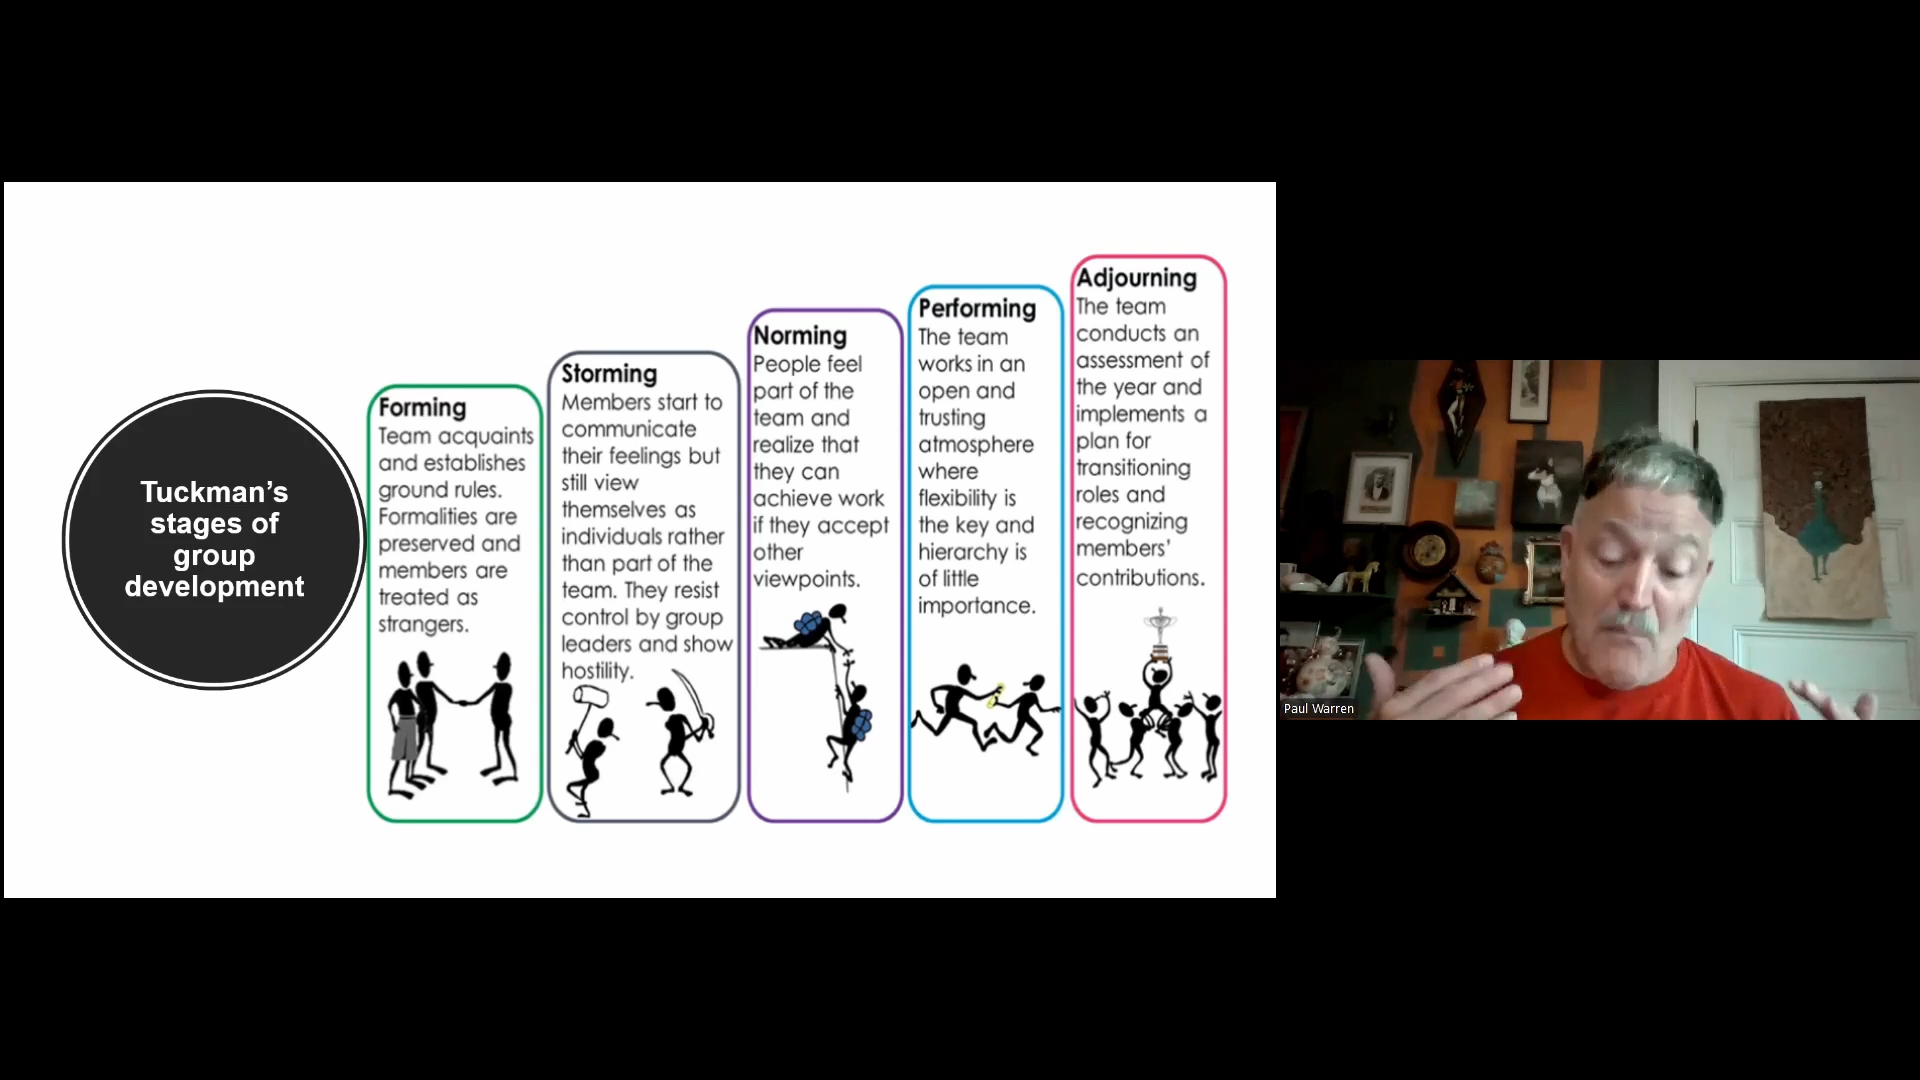 Tuckman’s
stages of
group
development
Forming
Team acquaints
and establishes
ground rules.
Formalities are
preserved and
members are
treated as
strangers.
Storming
Members start to
communicate
their feelings but
still view
themselves as
individuals rather
than part of the
team. They resist
control by group
leaders and show
hostility.
Norming
People feel
part of the
team and
realize that
they can
achieve work
if they accept
other
viewpoints.
Performing
The team
works in an
open and
trusting
atmosphere
where
flexibility is
the key and
hierarchy is
of little
importance.
Adjourning
The team
conducts an
assessment of
the year and
implements a
plan for
transitioning
roles and
recognizing
members’
contributions.
Paul Warren